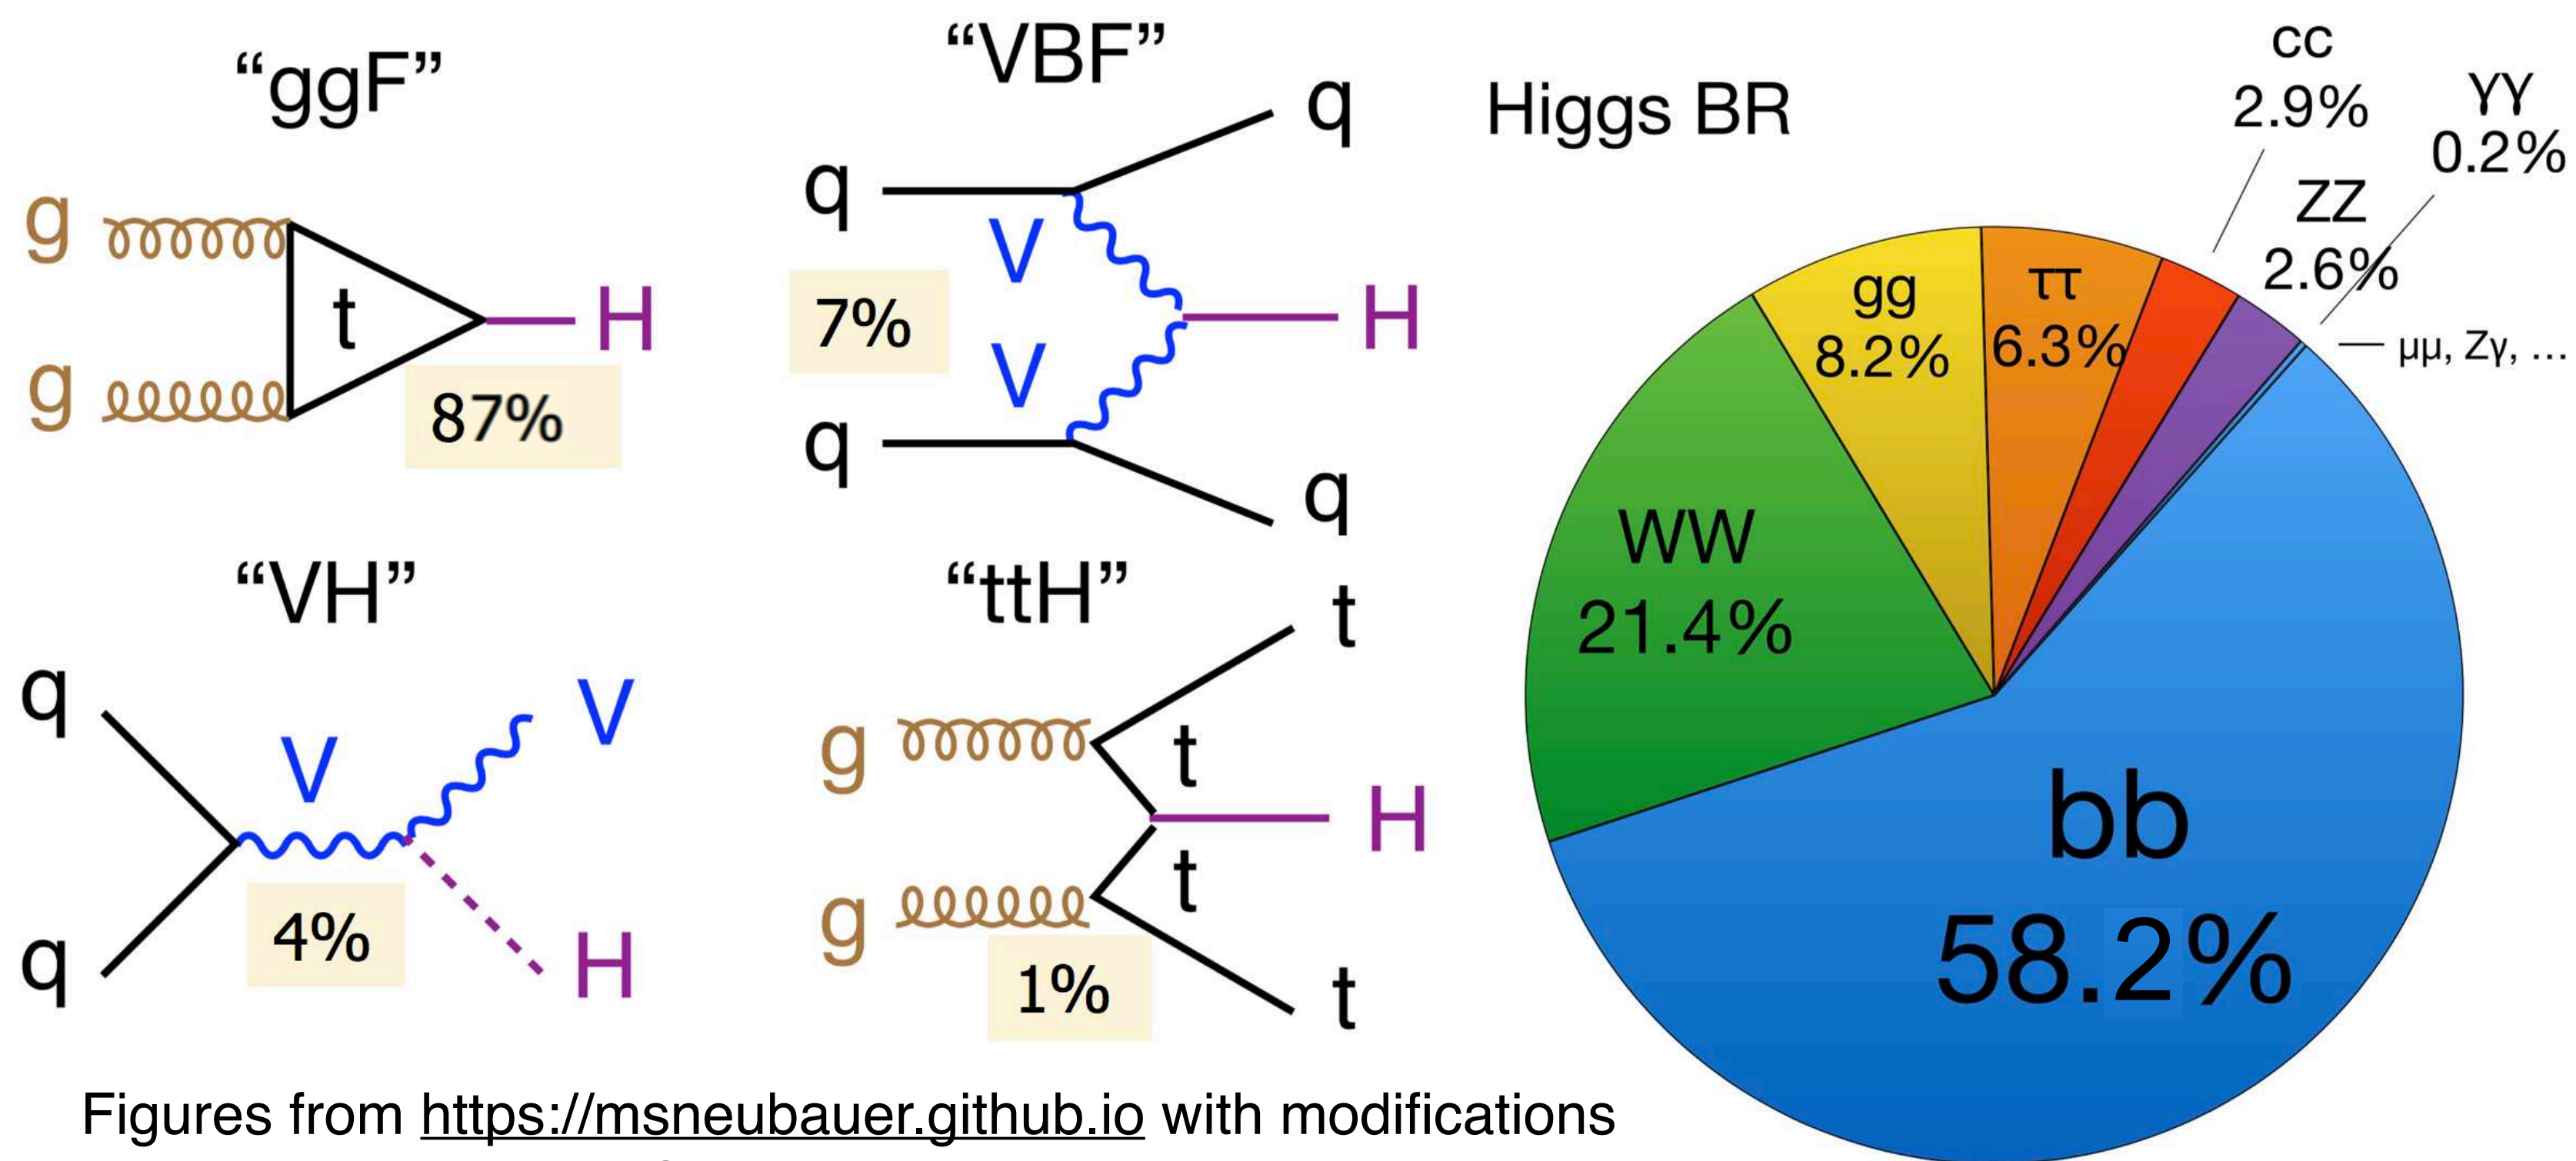 “ggF”
g
g
t
H
87%
“VBF”
q
q
V
7%
H
V
q
q
“VH”
q
V
V
q
4%
H
“ttH”
t
g
t
H
g
t
1%
t
Higgs BR
cc
2.9%
γγ
0.2%
ZZ
2.6%
μμ, Zγ, ...
gg
8.2%
ττ
6.3%
WW
21.4%
bb
58.2%
Figures from https://msneubauer.github.io with modifications